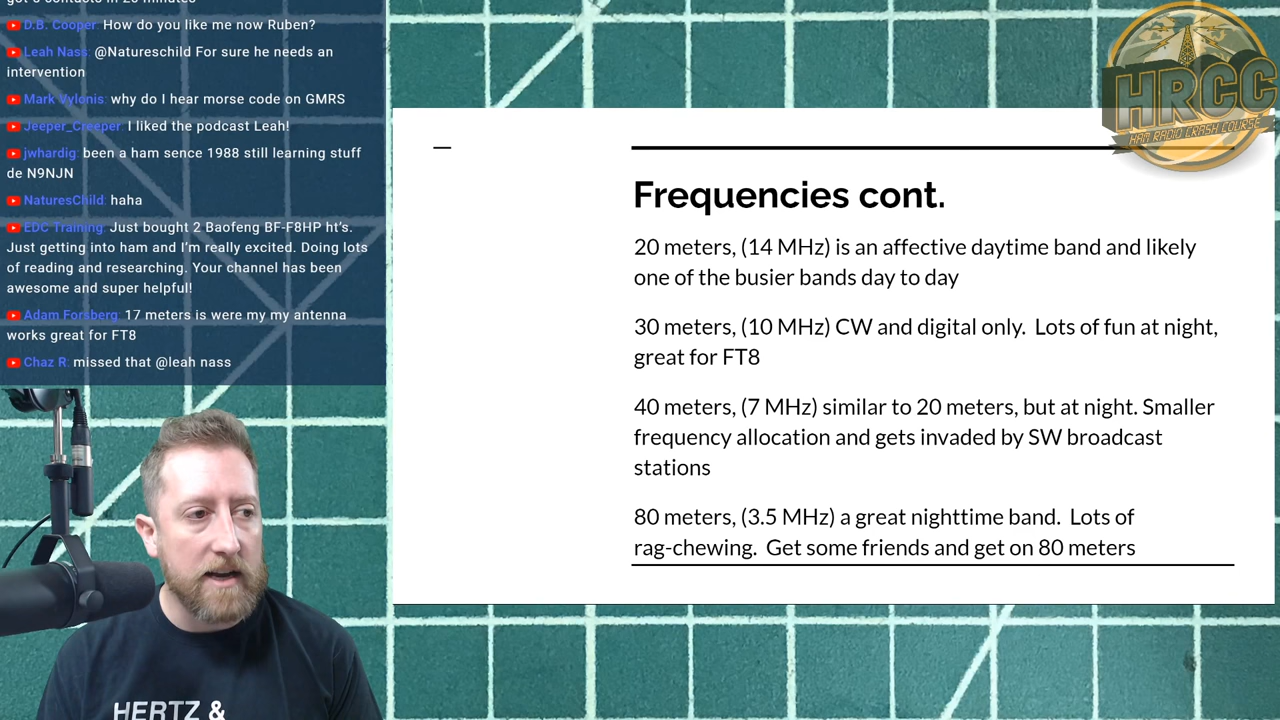 D.B. Cooper: How do you like me now Ruben?
Leah Nass: @Natureschild For sure he needs an
intervention
Mark Vylonis: why do I hear morse code on GMRS
Jeeper_Creeper: I liked the podcast Leah!
jwhardig: been a ham sence 1988 still learning stuff
de N9NJN
NaturesChild: haha
EDC Training: Just bought 2 Baofeng BF-F8HP ht's.
Just getting into ham and I'm really excited. Doing lots
of reading and researching. Your channel has been
awesome and super helpful!
Adam Forsberg: 17 meters is were my my antenna
works great for FT8
Chaz R: missed that @leah nass
HRCC
HAM RADIO CRASH COURSE
Frequencies cont.
20 meters, (14 MHz) is an affective daytime band and likely
one of the busier bands day to day
30 meters, (10 MHz) CW and digital only.  Lots of fun at night,
great for FT8
40 meters, (7 MHz) similar to 20 meters, but at night. Smaller
frequency allocation and gets invaded by SW broadcast
stations
80 meters, (3.5 MHz) a great nighttime band.  Lots of
rag-chewing.  Get some friends and get on 80 meters
HERTZ &